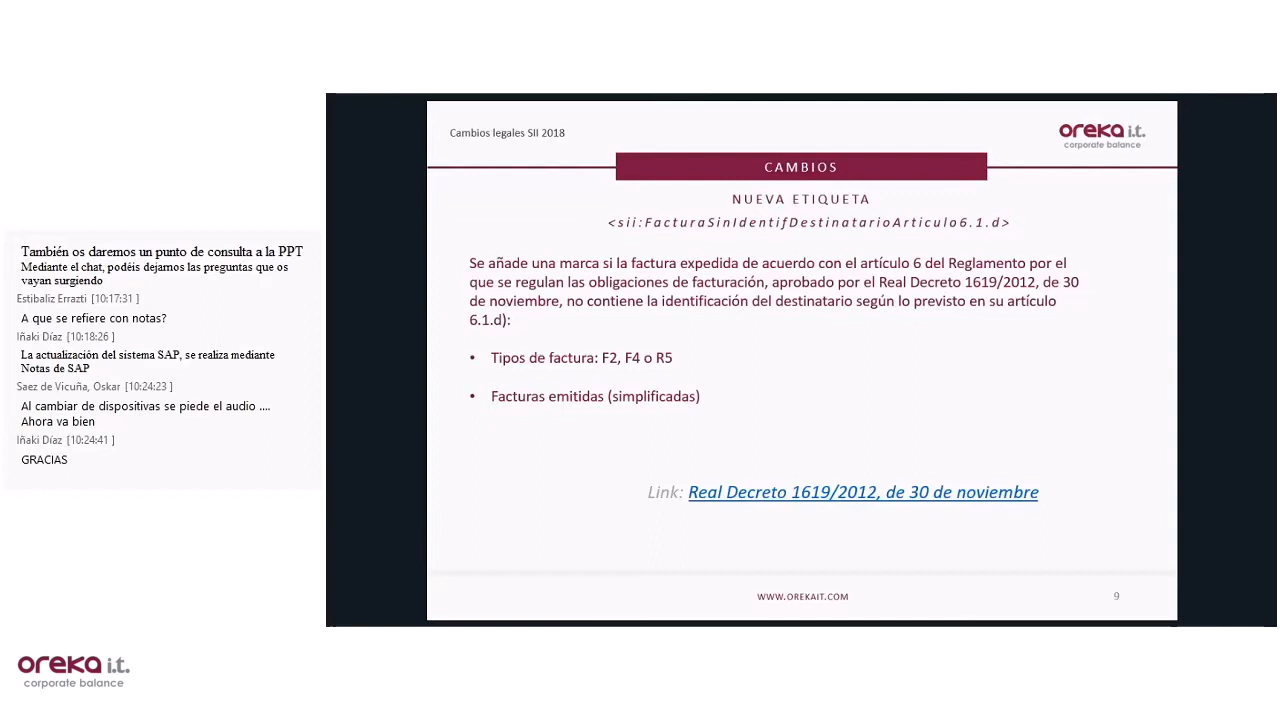 También os daremos un punto de consulta a la PPT
Mediante el chat, podéis dejarnos las preguntas que os
vayan surgiendo
Estibaliz Errazti [10:17:31 ]
A que se refiere con notas?
Iñaki Díaz [10:18:26 ]
La actualización del sistema SAP, se realiza mediante
Notas de SAP
Saez de Vicuña, Oskar [10:24:23 ]
Al cambiar de dispositivas se piede el audio ....
Ahora va bien
Iñaki Díaz [10:24:41 ]
GRACIAS
Cambios legales SII 2018
oreka i.t.
corporate balance
CAMBIOS
NUEVA ETIQUETA
<sii:FacturaSinIdentifDestinatarioArticulo6.1.d>
Se añade una marca si la factura expedida de acuerdo con el artículo 6 del Reglamento por el
que se regulan las obligaciones de facturación, aprobado por el Real Decreto 1619/2012, de 30
de noviembre, no contiene la identificación del destinatario según lo previsto en su artículo
6.1.d):
• Tipos de factura: F2, F4 o R5
• Facturas emitidas (simplificadas)
Link: Real Decreto 1619/2012, de 30 de noviembre
WWW.OREKAIT.COM
9
oreka i.t.
corporate balance